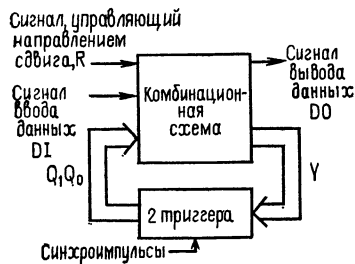 Сигнал, управляющий
направлением
сдвига, R
Сигнал
ввода
данных
DI
Q₁Q₀
Комбинацион-
ная
схема
Сигнал
вывода
данных
DO
Y
2 триггера
Синхроимпульсы